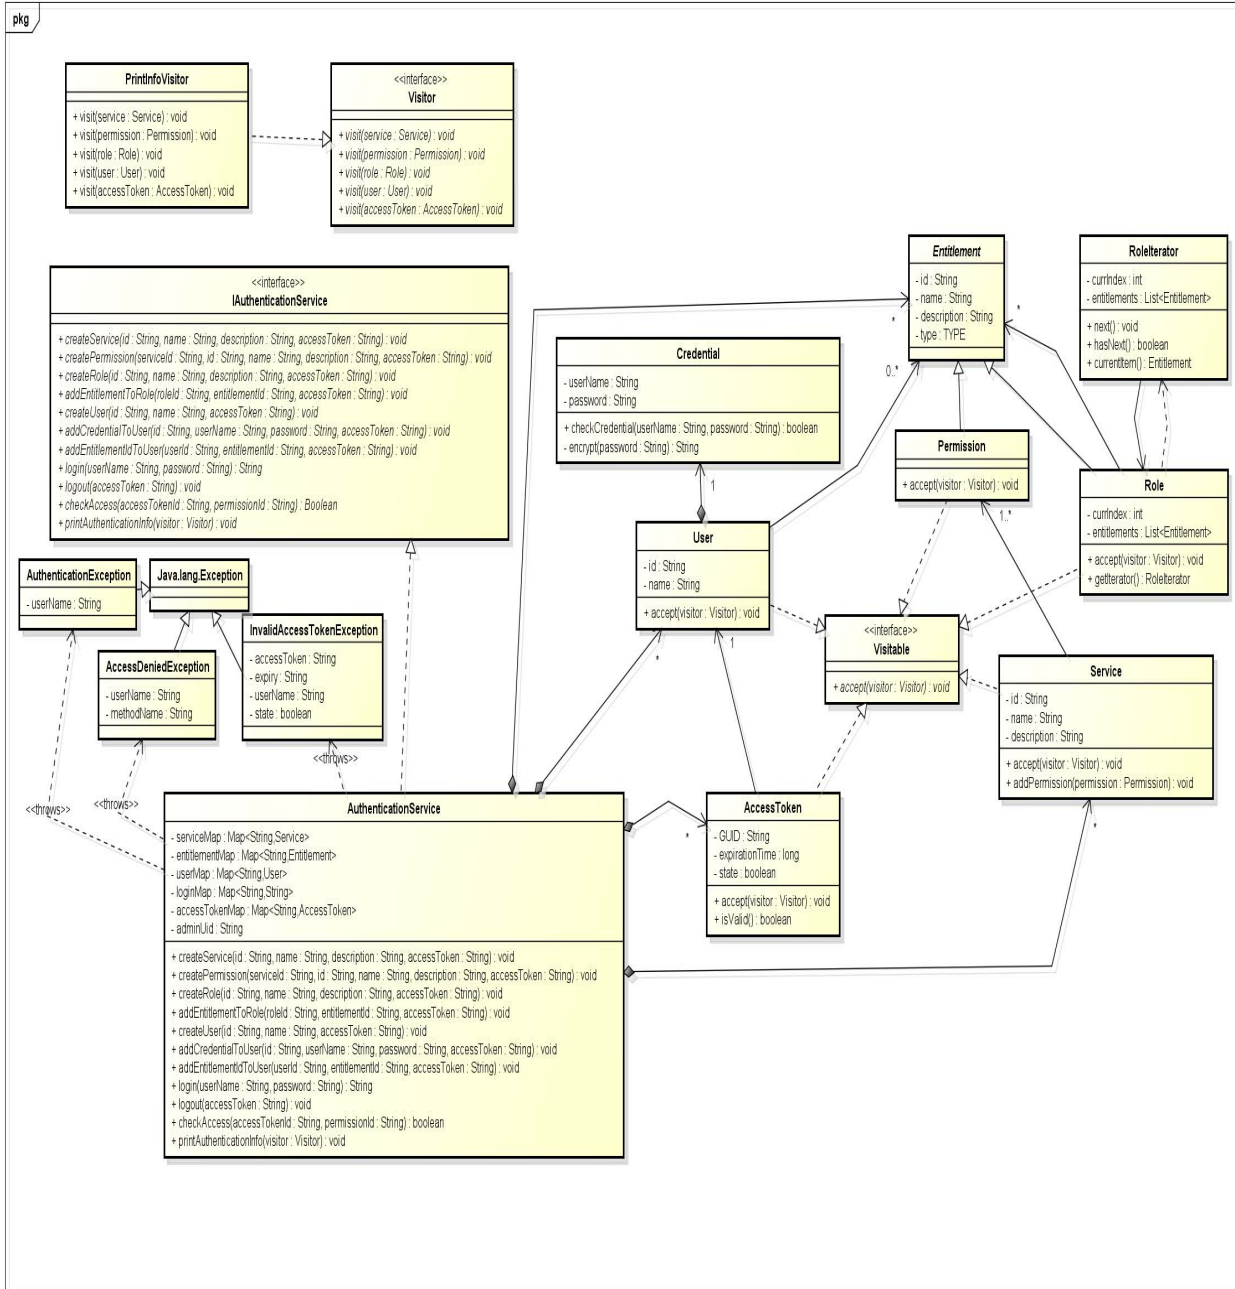 pkg
PrintInfoVisitor
+ visit(service : Service) : void
+ visit(permission : Permission) : void
+ visit(role : Role) : void
+ visit(user : User) : void
+ visit(accessToken : AccessToken) : void
<<interface>>
Visitor
+ visit(service : Service) : void
+ visit(permission : Permission) : void
+ visit(role : Role) : void
+ visit(user : User) : void
+ visit(accessToken : AccessToken) : void
<<interface>>
IAuthenticationService
+ createService(id : String, name : String, description : String, accessToken : String) : void
+ createPermission(serviceId : String, id : String, name : String, description : String, accessToken : String) : void
+ createRole(id : String, name : String, description : String, accessToken : String) : void
+ addEntitlementToRole(roleId : String, entitlementId : String, accessToken : String) : void
+ createUser(id : String, name : String, accessToken : String) : void
+ addCredentialToUser(id : String, userName : String, password : String, accessToken : String) : void
+ addEntitlementIdToUser(userId : String, entitlementId : String, accessToken : String) : void
+ login(userName : String, password : String) : String
+ logout(accessToken : String) : void
+ checkAccess(accessTokenId : String, permissionId : String) : Boolean
+ printAuthenticationInfo(visitor : Visitor) : void
Entitlement
- id : String
- name : String
- description : String
- type : TYPE
*
*
0..*
RoleIterator
- currIndex : int
- entitlements : List<Entitlement>
+ next() : void
+ hasNext() : boolean
+ currentItem() : Entitlement
Credential
- userName : String
- password : String
+ checkCredential(userName : String, password : String) : boolean
- encrypt(password : String) : String
1
Permission
+ accept(visitor : Visitor) : void
1..*
Role
- currIndex : int
- entitlements : List<Entitlement>
+ accept(visitor : Visitor) : void
+ getIterator() : RoleIterator
User
- id : String
- name : String
+ accept(visitor : Visitor) : void
*
1
AuthenticationException
- userName : String
Java.lang.Exception
InvalidAccessTokenException
- accessToken : String
- expiry : String
- userName : String
- state : boolean
AccessDeniedException
- userName : String
- methodName : String
<<interface>>
Visitable
+ accept(visitor : Visitor) : void
Service
- id : String
- name : String
- description : String
+ accept(visitor : Visitor) : void
+ addPermission(permission : Permission) : void
*
<<throws>>
<<throws>>
<<throws>>
AuthenticationService
- serviceMap : Map<String,Service>
- entitlementMap : Map<String,Entitlement>
- userMap : Map<String,User>
- loginMap : Map<String,String>
- accessTokenMap : Map<String,AccessToken>
- adminUid : String
+ createService(id : String, name : String, description : String, accessToken : String) : void
+ createPermission(serviceId : String, id : String, name : String, description : String, accessToken : String) : void
+ createRole(id : String, name : String, description : String, accessToken : String) : void
+ addEntitlementToRole(roleId : String, entitlementId : String, accessToken : String) : void
+ createUser(id : String, name : String, accessToken : String) : void
+ addCredentialToUser(id : String, userName : String, password : String, accessToken : String) : void
+ addEntitlementIdToUser(userId : String, entitlementId : String, accessToken : String) : void
+ login(userName : String, password : String) : String
+ logout(accessToken : String) : void
+ checkAccess(accessTokenId : String, permissionId : String) : boolean
+ printAuthenticationInfo(visitor : Visitor) : void
*
AccessToken
- GUID : String
- expirationTime : long
- state : boolean
+ accept(visitor : Visitor) : void
+ isValid() : boolean